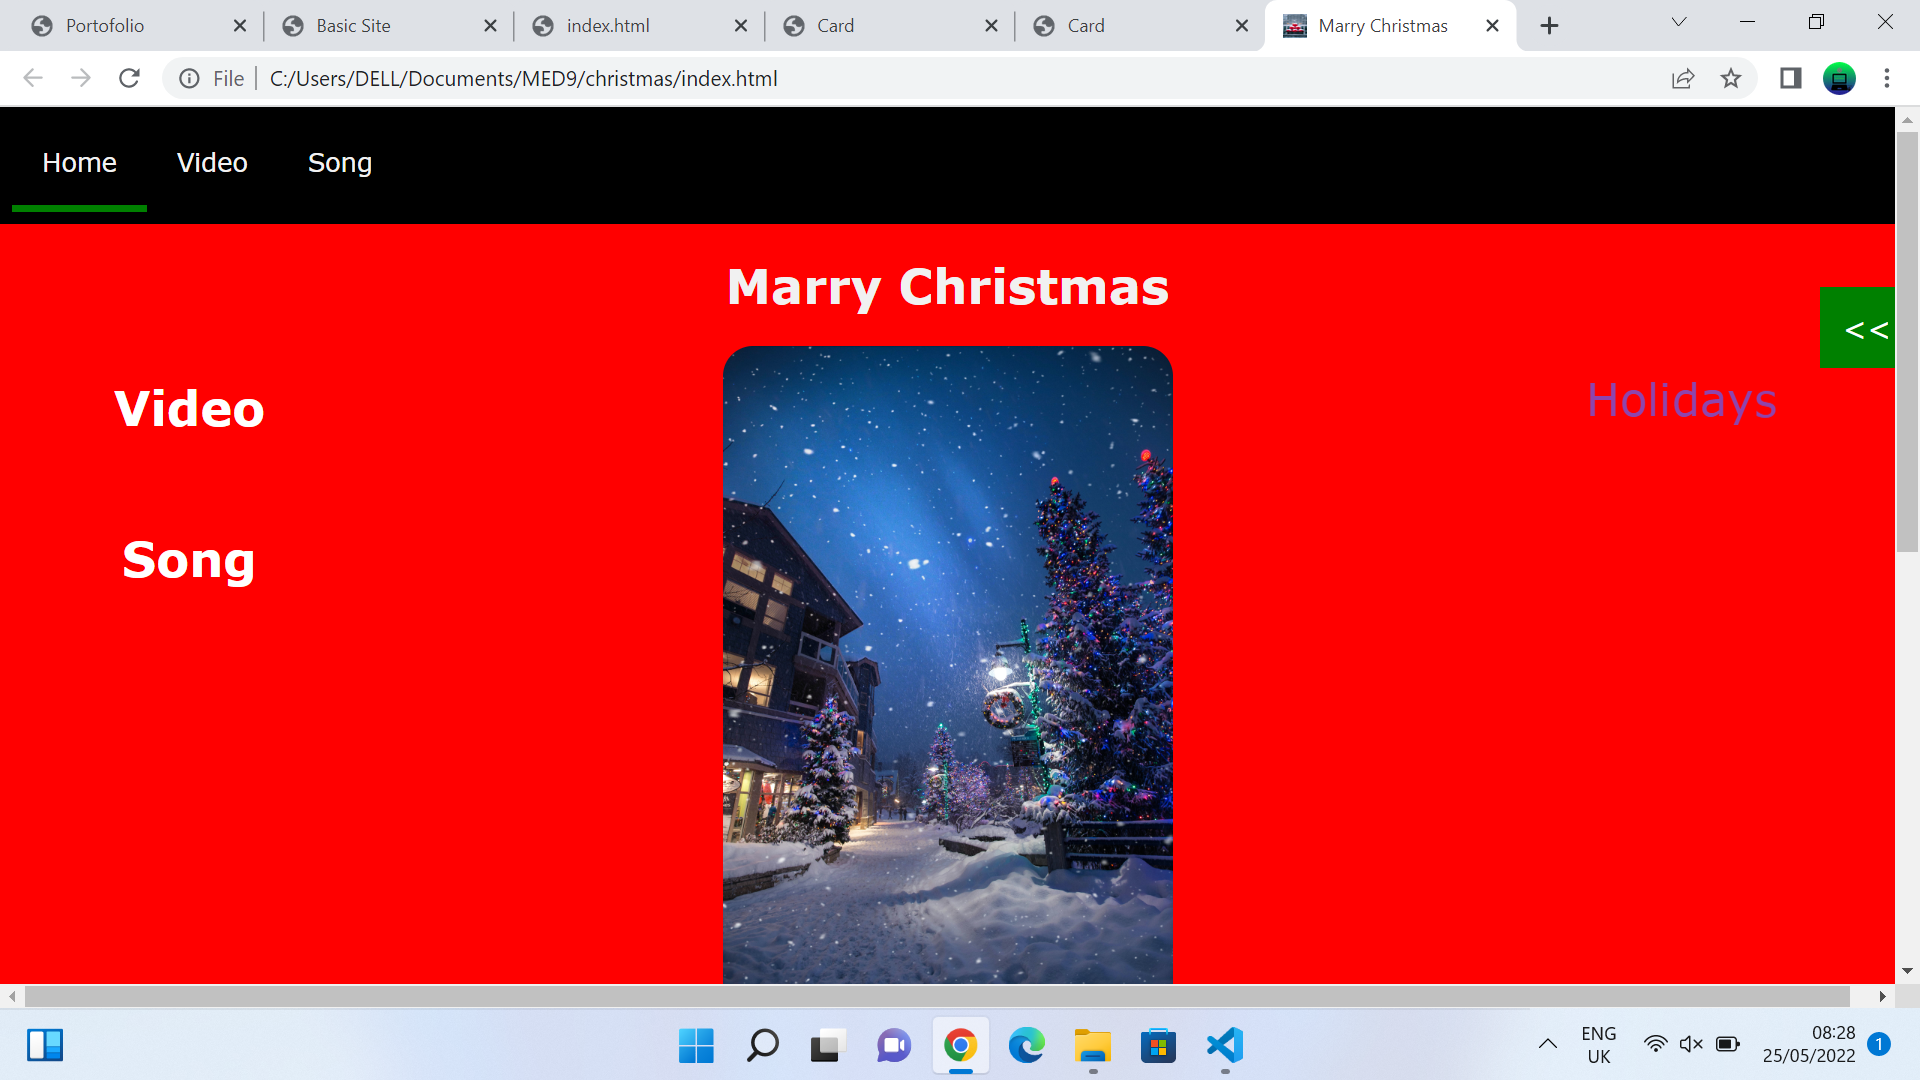 Portofolio
Basic Site
index.html
Card
Card
Marry Christmas
File
C:/Users/DELL/Documents/MED9/christmas/index.html
Home
Video
Song
Marry Christmas
<<
Video
Holidays
Song
ENG
UK
08:28
25/05/2022
1